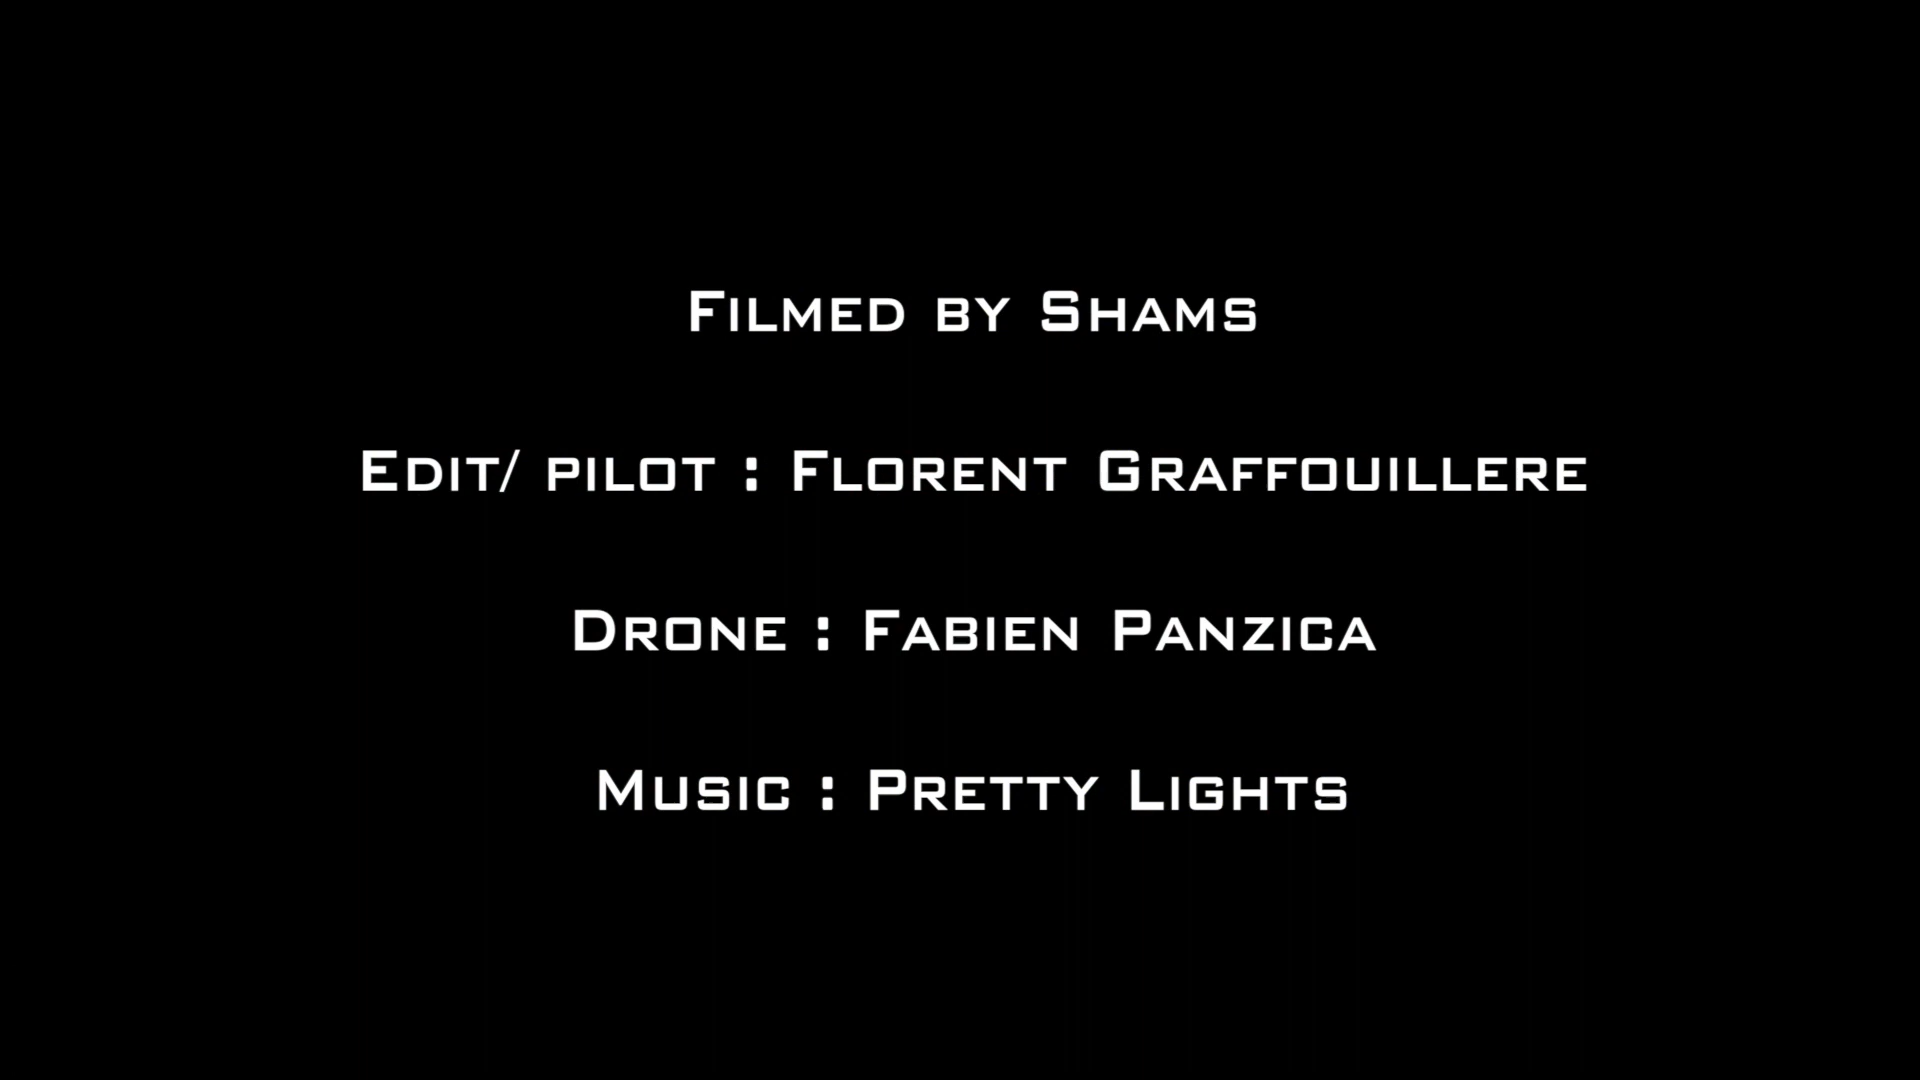 Filmed by Shams
Edit/ pilot : Florent Graffouillere
Drone : Fabien Panzica
Music : Pretty Lights